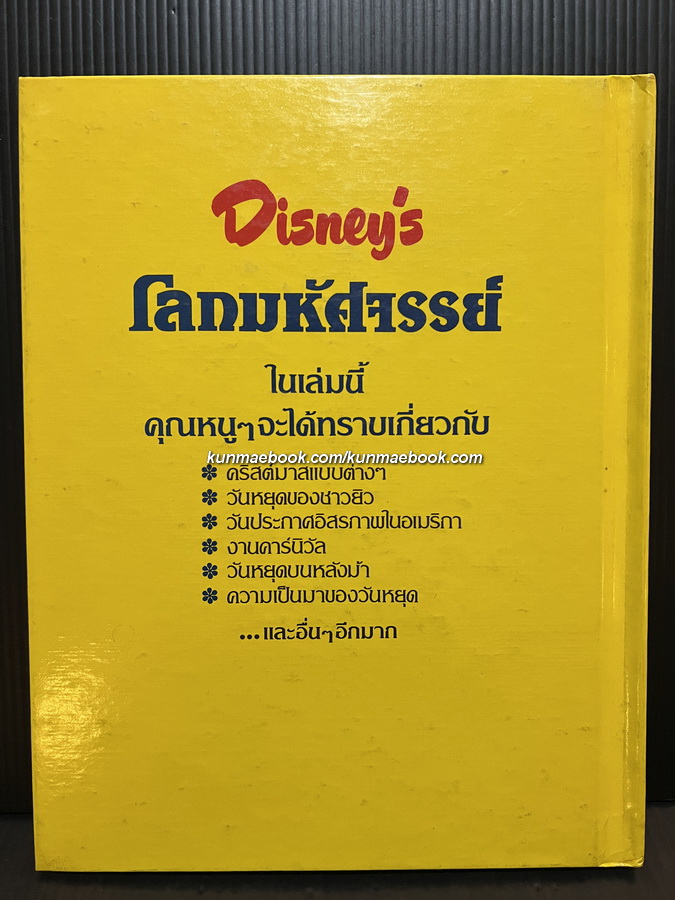 Disney's
โลกมหัศจรรย์
ในเล่มนี้
คุณหนูๆจะได้ทราบเกี่ยวกับ
kunmaebook.com/kunmaebook.com
✽ คริสต์มาสแบบต่างๆ
✽ วันหยุดของชาวยิว
✽ วันประกาศอิสรภาพในอเมริกา
✽ งานคาร์นิวัล
✽ วันหยุดบนหลังม้า
✽ ความเป็นมาของวันหยุด
...และอื่นๆอีกมาก